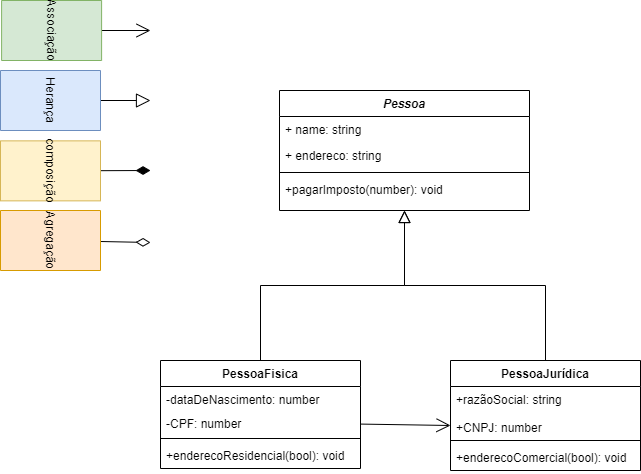 Associação
Herança
composição
Agregação
Pessoa
+ name: string
+ endereco: string
+pagarImposto(number): void
PessoaFisica
-dataDeNascimento: number
-CPF: number
+enderecoResidencial(bool): void
PessoaJurídica
+razãoSocial: string
+CNPJ: number
+enderecoComercial(bool): void